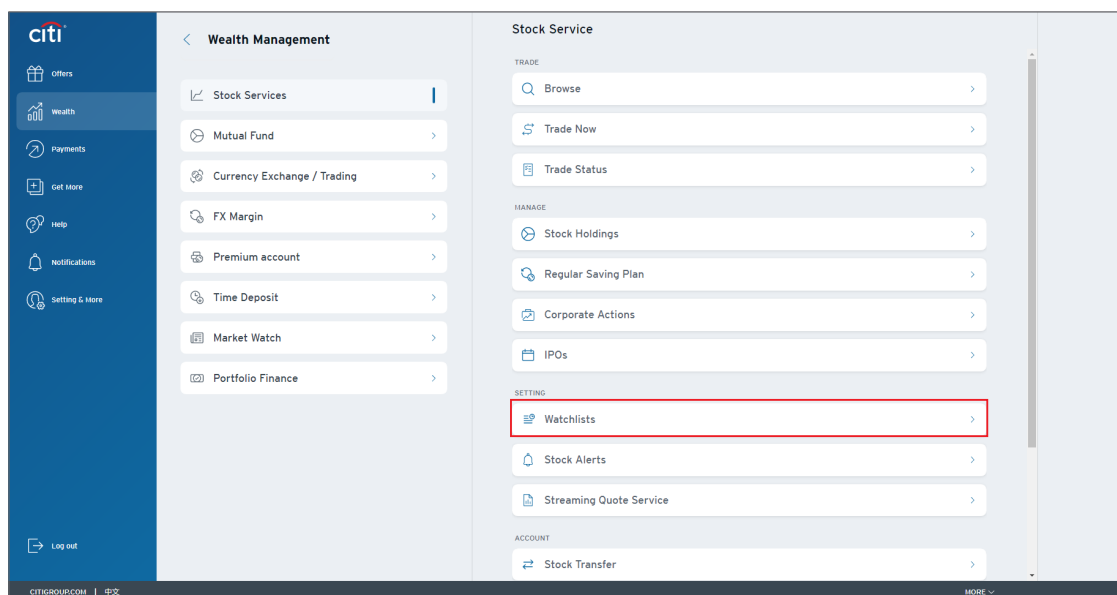 citi
Offers
Wealth
Payments
Get More
Help
Notifications
Setting & More
Log out
Wealth Management
Stock Services
Mutual Fund
Currency Exchange / Trading
FX Margin
Premium account
Time Deposit
Market Watch
Portfolio Finance
Stock Service
TRADE
Browse
Trade Now
Trade Status
MANAGE
Stock Holdings
Regular Saving Plan
Corporate Actions
IPOs
SETTING
Watchlists
Stock Alerts
Streaming Quote Service
ACCOUNT
Stock Transfer
CITIGROUP.COM | 中文
MORE